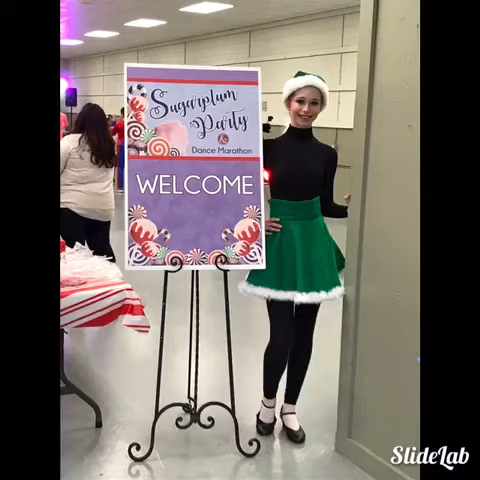 Sugarplum
Party
& Dance Marathon
WELCOME
SlideLab